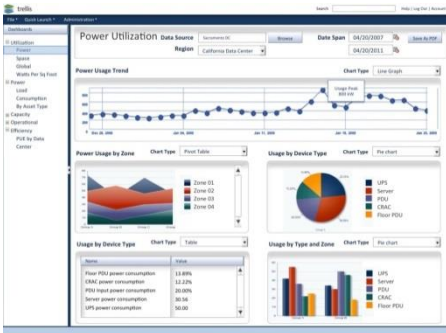 trellis
Search
Help | Log Out | Account
File Quick Launch Administration
Dashboards
Utilization
Power
Space
Global
Watts Per Sq Foot
Power
Load
Consumption
By Asset Type
Capacity
Operational
Efficiency
PUE by Data
Center
Power Utilization
Data Source
Sacramento DC
Browse
Date Span
04/20/2007
Save As PDF
Region
California Data Center
04/20/2011
Power Usage Trend
Chart Type
Line Graph
Usage Peak
Power Usage by Zone
Chart Type
Pivot Table
Zone 01
Zone 02
Zone 03
Zone 04
Usage by Device Type
Chart Type
Pie chart
UPS
Server
PDU
CRAC
Floor PDU
Usage by Device Type
Chart Type
Table
Name
Value
Floor PDU power consumption
13.89%
CRAC power consumption
12.22%
PDU Input power consumption
20.00%
Server power consumption
30.56
UPS power consumption
50.00
Usage by Type and Zone
Chart Type
Pie chart
UPS
Server
PDU
CRAC
Floor PDU